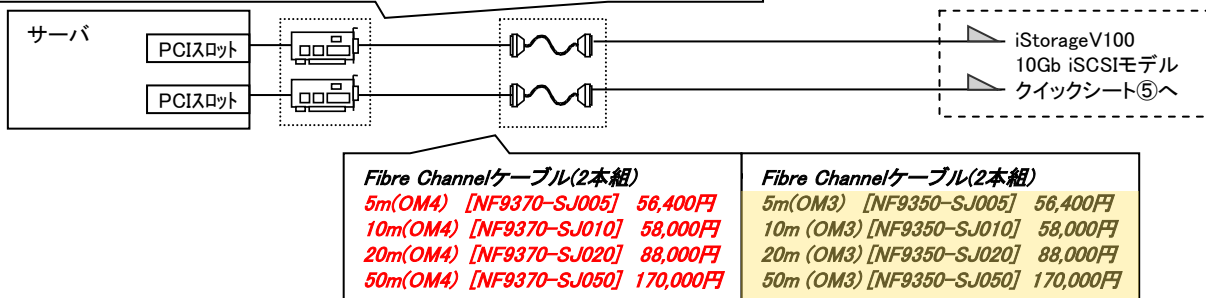 サーバ
PCIスロット
PCIスロット
iStorageV100
10Gb iSCSIモデル
クイックシート⑤へ
Fibre Channelケーブル(2本組)
5m(OM4) [NF9370-SJ005] 56,400円
10m(OM4) [NF9370-SJ010] 58,000円
20m(OM4) [NF9370-SJ020] 88,000円
50m(OM4) [NF9370-SJ050] 170,000円
Fibre Channelケーブル(2本組)
5m(OM3) [NF9350-SJ005] 56,400円
10m (OM3) [NF9350-SJ010] 58,000円
20m (OM3) [NF9350-SJ020] 88,000円
50m (OM3) [NF9350-SJ050] 170,000円